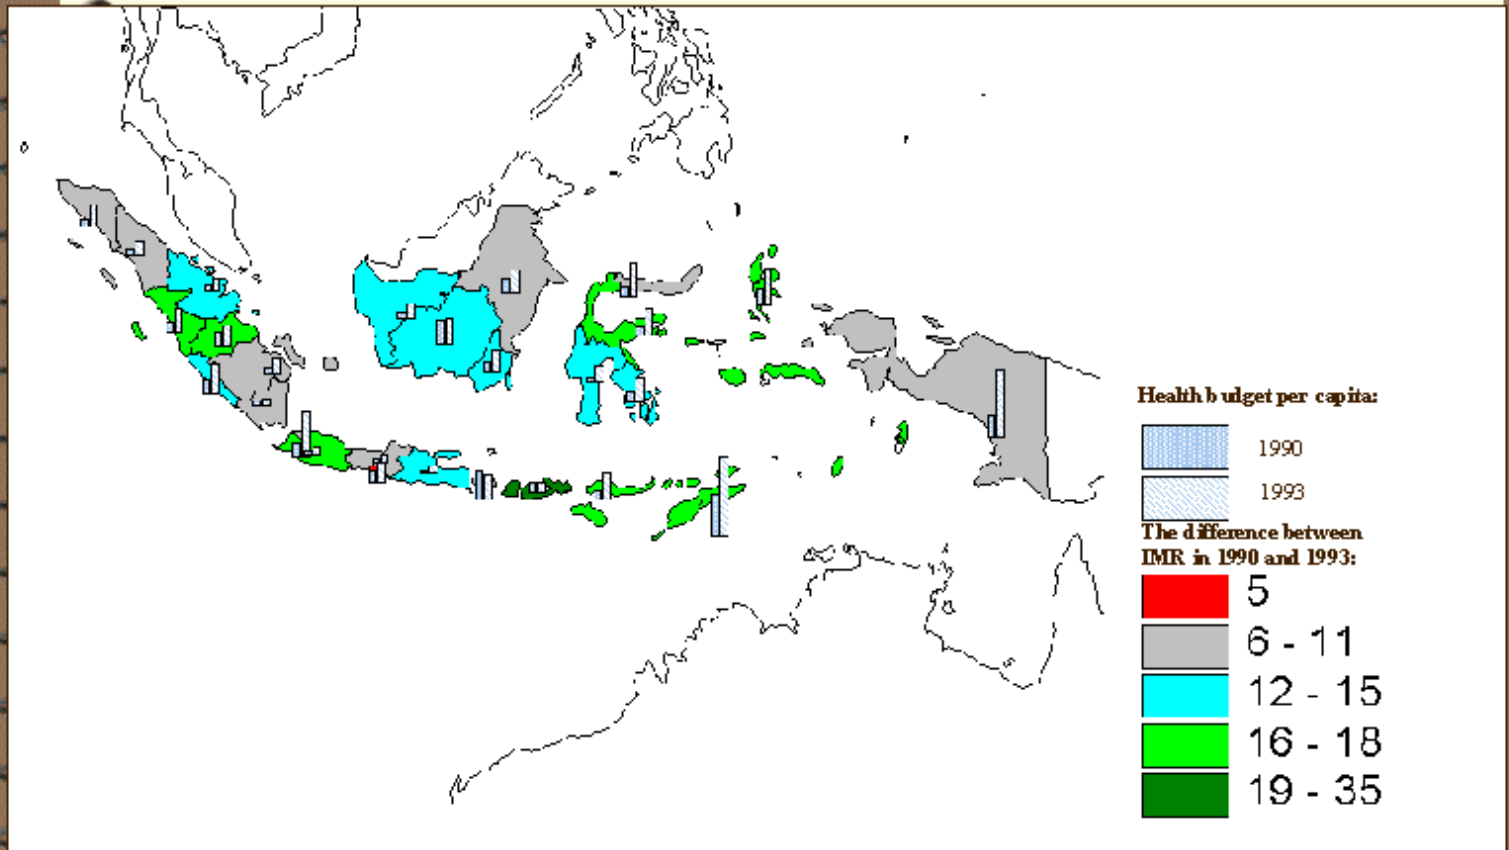 Health budget per capita:
1990
1993
The difference between
IMR in 1990 and 1993:
5
6 - 11
12 - 15
16 - 18
19 - 35